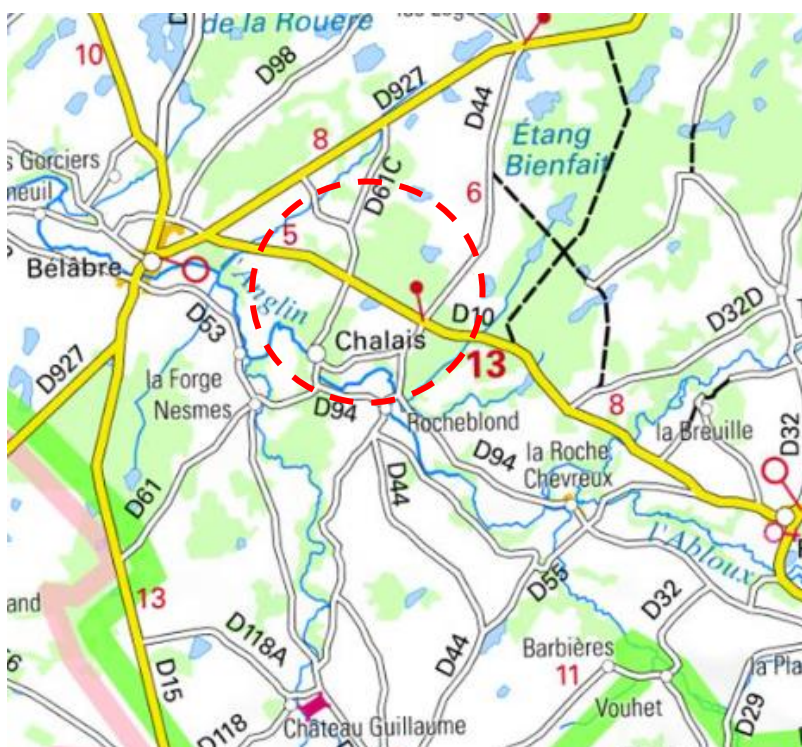 de la Rouère
10
D98
D927
D44
8
Étang
Bienfait
Gorciers
neuil
D61C
6
5
Bélâbre
l'Anglin
D10
D32D
D53
Chalais
13
D927
la Forge
Nesmes
D94
Rocheblond
8
la Breuille
D32
D94
la Roche
Chevreux
D44
D61
l'Abloux
D55
and
13
D32
D118A
D44
Barbières
11
la Pla
D15
Vouhet
D29
Château Guillaume
D118